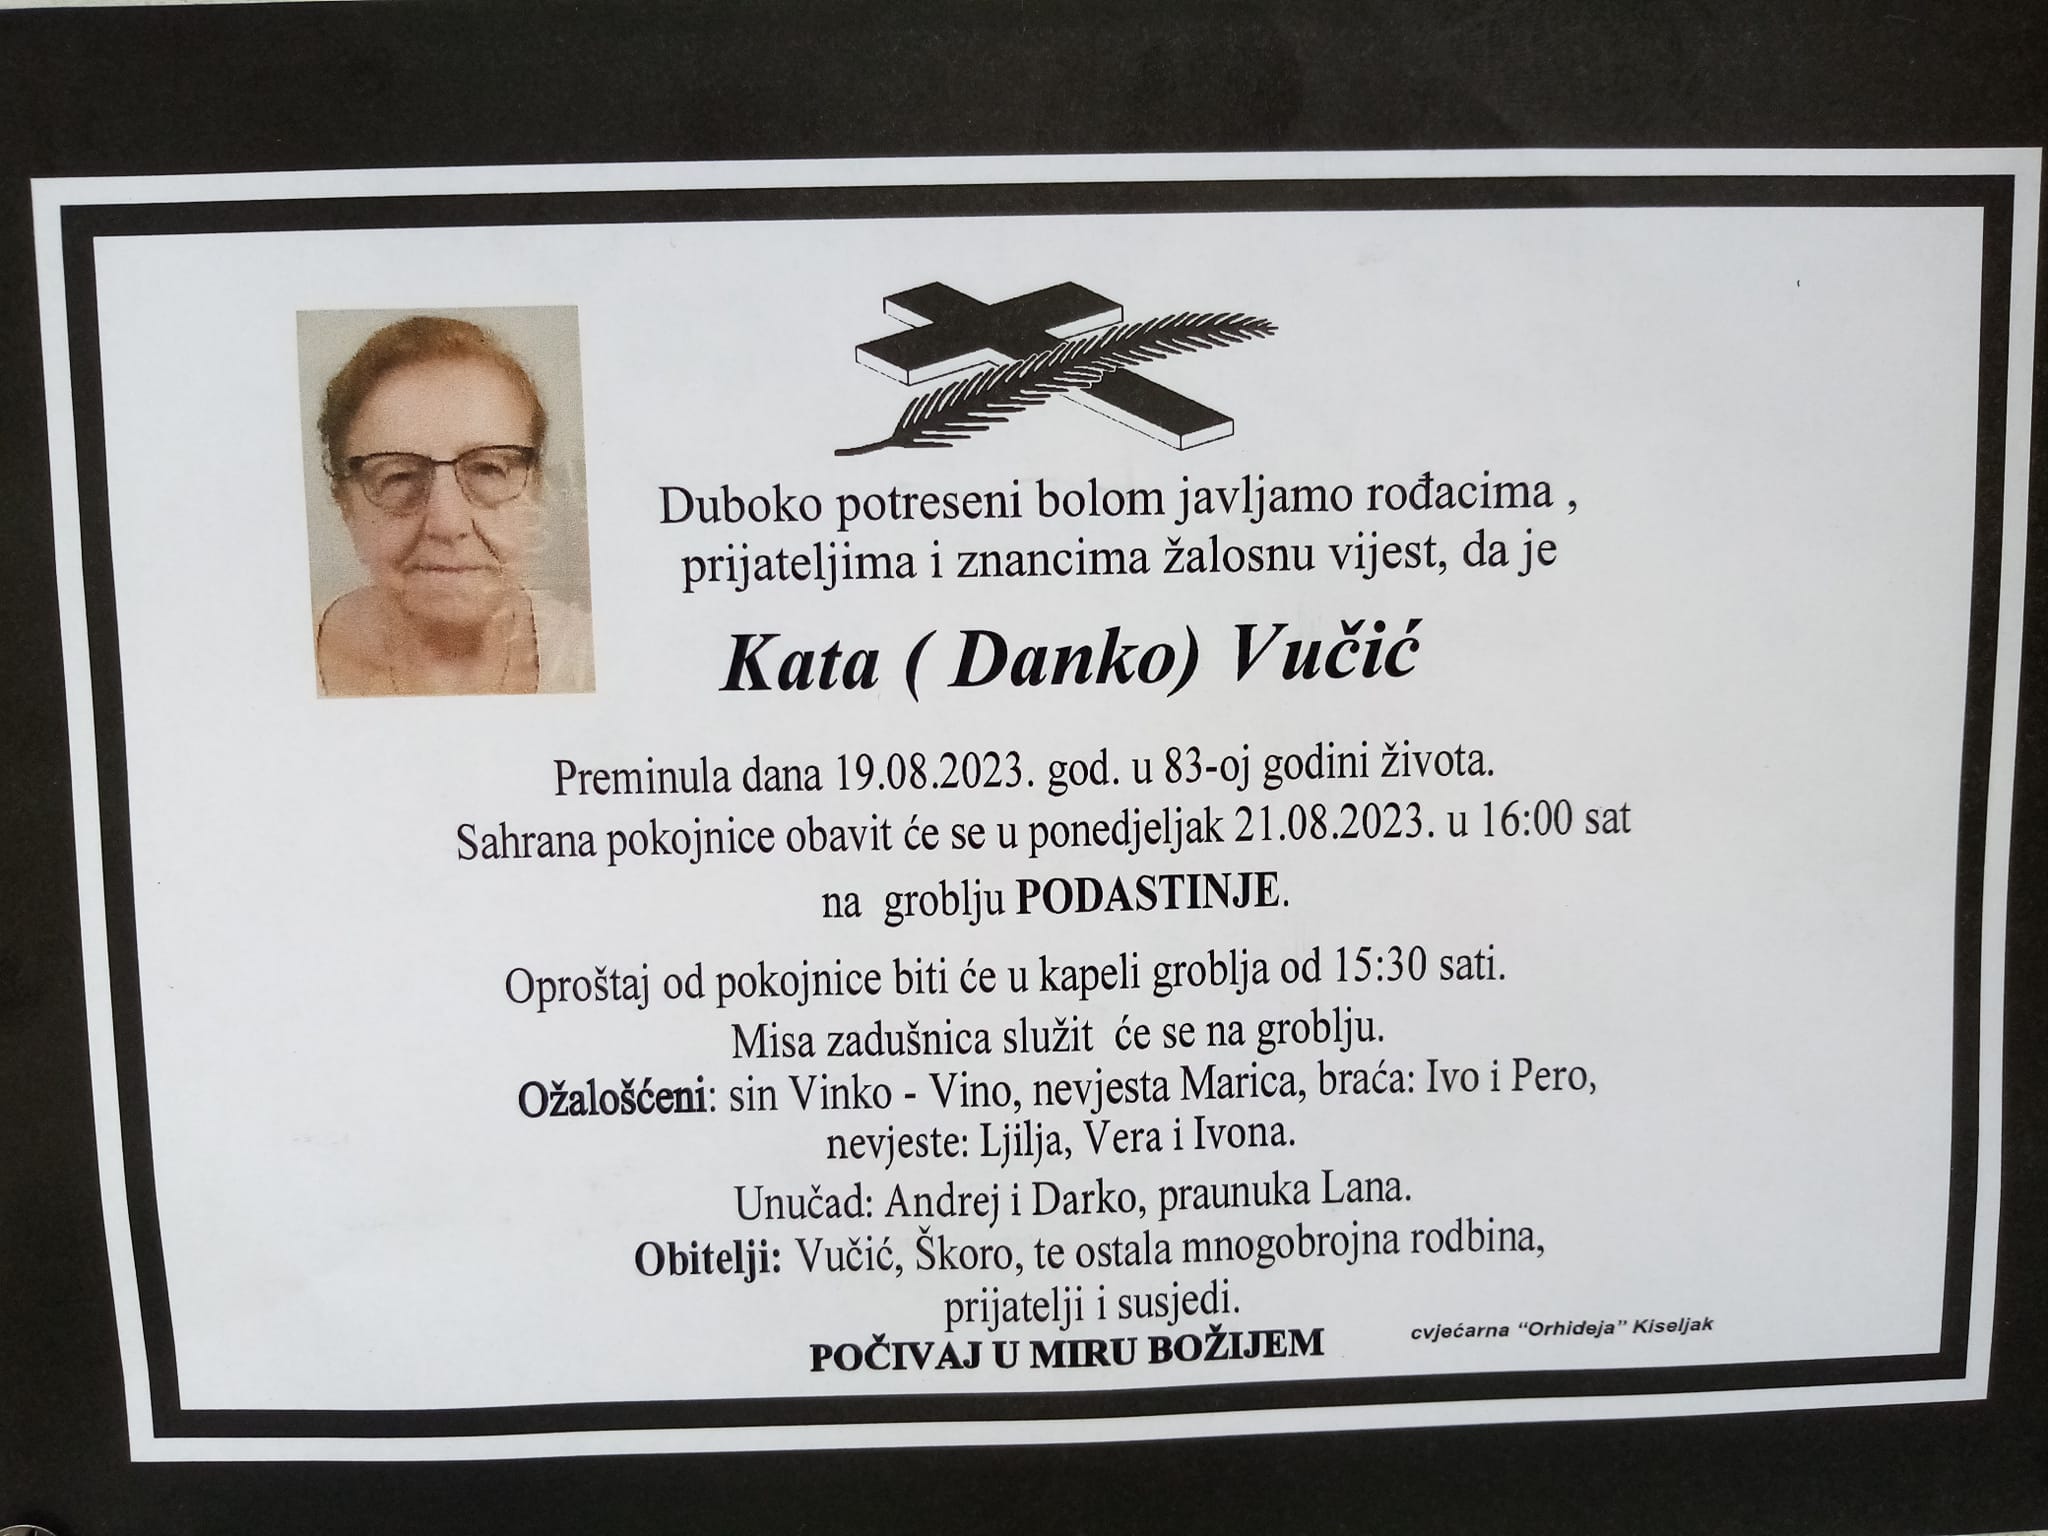 Duboko potreseni bolom javljamo rođacima ,
prijateljima i znancima žalosnu vijest, da je
Kata ( Danko) Vučić
Preminula dana 19.08.2023. god. u 83-oj godini života.
Sahrana pokojnice obavit će se u ponedjeljak 21.08.2023. u 16:00 sat
na groblju PODASTINJE.
Oproštaj od pokojnice biti će u kapeli groblja od 15:30 sati.
Misa zadušnica služit će se na groblju.
Ožalošćeni: sin Vinko - Vino, nevjesta Marica, braća: Ivo i Pero,
nevjeste: Ljilja, Vera i Ivona.
Unučad: Andrej i Darko, praunuka Lana.
Obitelji: Vučić, Škoro, te ostala mnogobrojna rodbina,
prijatelji i susjedi.
POČIVAJ U MIRU BOŽIJEM
cvjećarna “Orhideja” Kiseljak